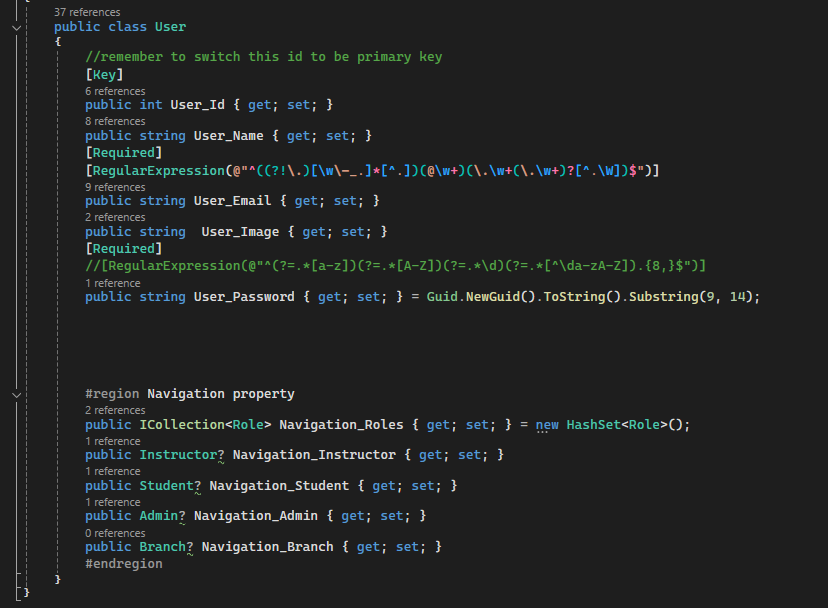 37 references
public class User
{
//remember to switch this id to be primary key
[Key]
6 references
public int User_Id { get; set; }
8 references
public string User_Name { get; set; }
[Required]
[RegularExpression(@"^((?!\.)[\w\-_.]*[^.])(@\w+)(\.\w+(\.\w+)?[^.\W])$")]
9 references
public string User_Email { get; set; }
2 references
public string  User_Image { get; set; }
[Required]
//[RegularExpression(@"^(?=.*[a-z])(?=.*[A-Z])(?=.*\d)(?=.*[^\da-zA-Z]).{8,}$")]
1 reference
public string User_Password { get; set; } = Guid.NewGuid().ToString().Substring(9, 14);
#region Navigation property
2 references
public ICollection<Role> Navigation_Roles { get; set; } = new HashSet<Role>();
1 reference
public Instructor? Navigation_Instructor { get; set; }
1 reference
public Student? Navigation_Student { get; set; }
1 reference
public Admin? Navigation_Admin { get; set; }
0 references
public Branch? Navigation_Branch { get; set; }
#endregion
}
}